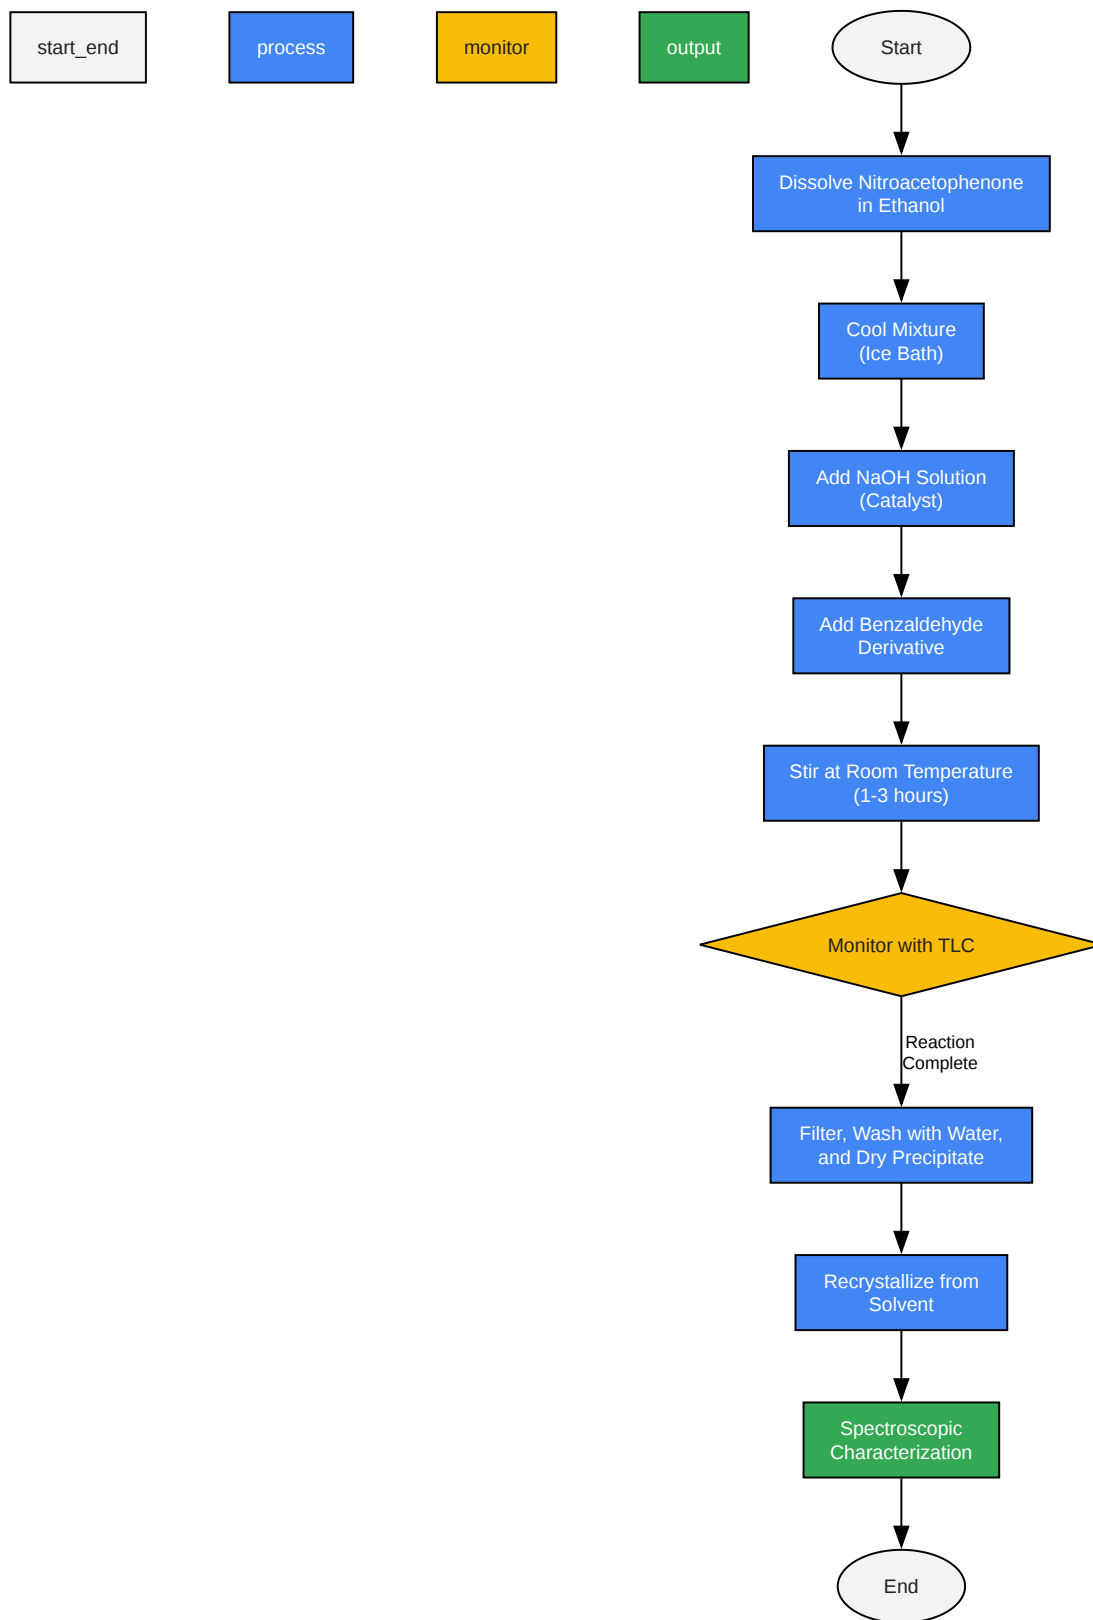 start_end
process
monitor
output
Start
Dissolve Nitroacetophenone
in Ethanol
Cool Mixture
(Ice Bath)
Add NaOH Solution
(Catalyst)
Add Benzaldehyde
Derivative
Stir at Room Temperature
(1-3 hours)
Monitor with TLC
Reaction
Complete
Filter, Wash with Water,
and Dry Precipitate
Recrystallize from
Solvent
Spectroscopic
Characterization
End